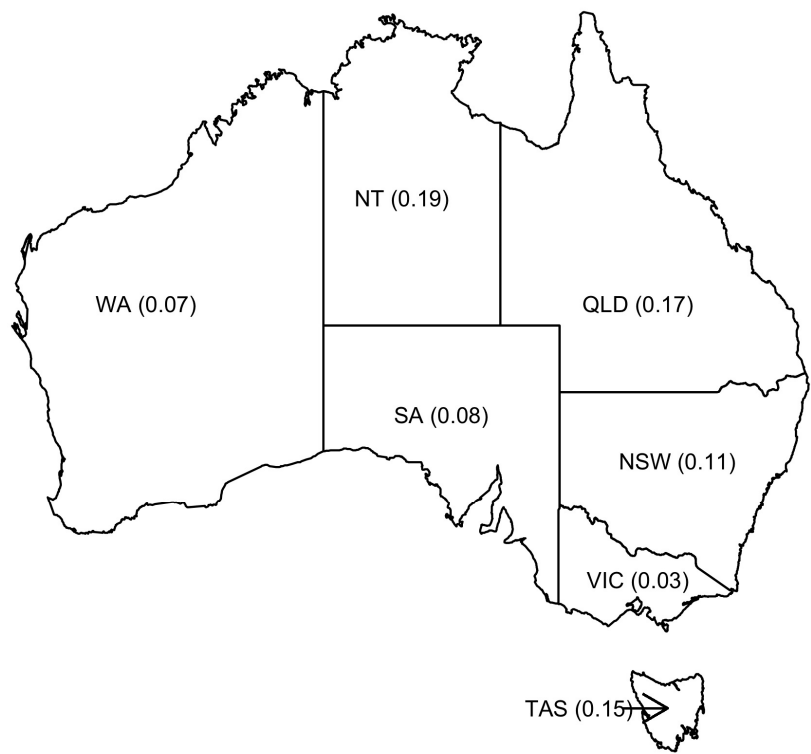 NT (0.19)
WA (0.07)
QLD (0.17)
SA (0.08)
NSW (0.11)
VIC (0.03)
TAS (0.15)